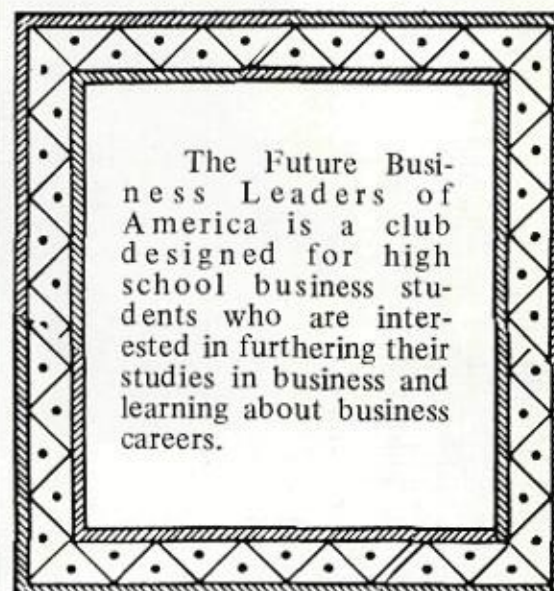 The Future Busi-
ness Leaders of
America is a club
designed for high
school business stu-
dents who are inter-
ested in furthering their
studies in business and
learning about business
careers.